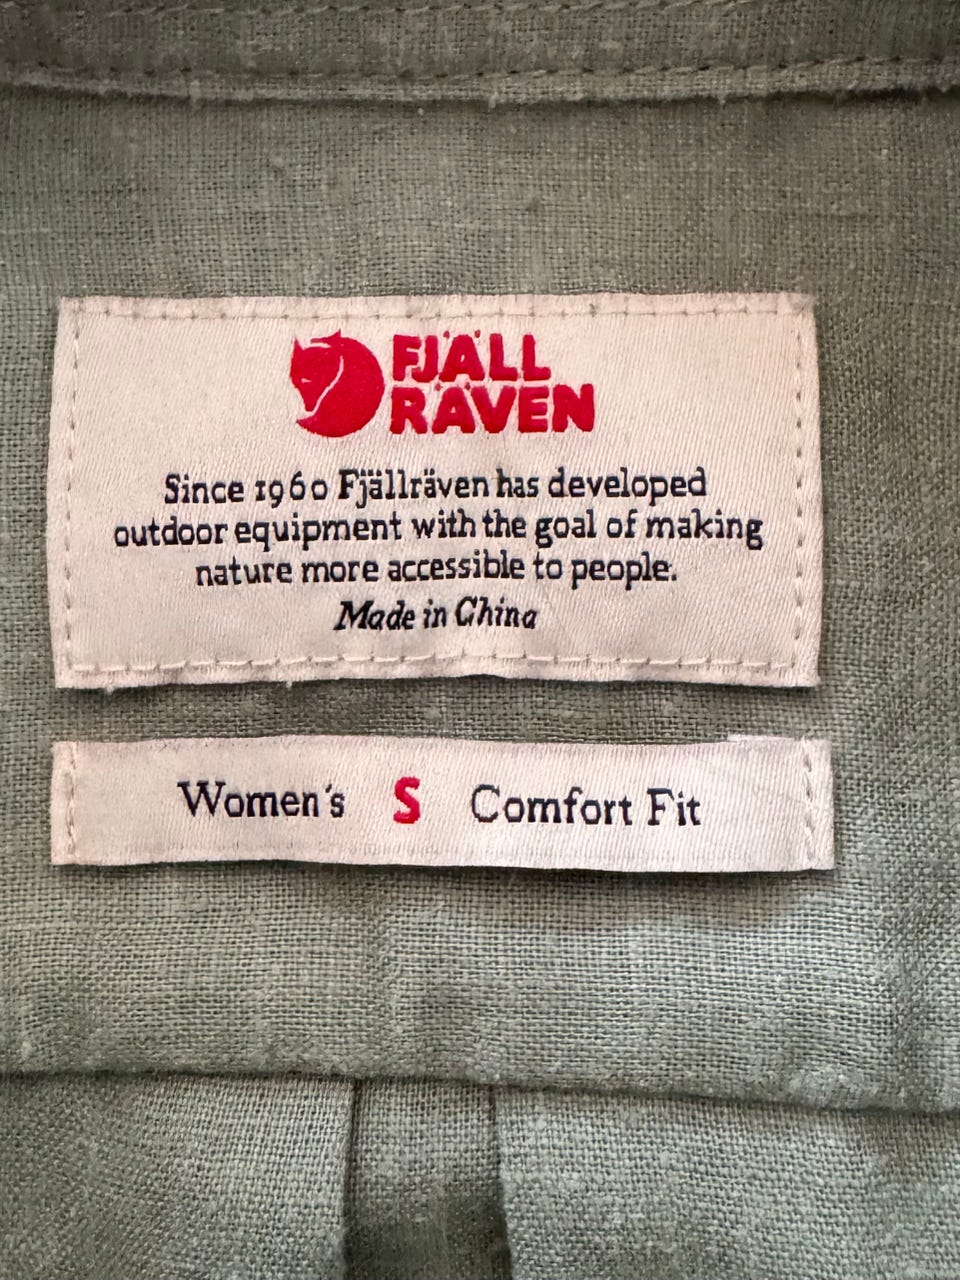 FJÄLL
RÄVEN
Since 1960 Fjällräven has developed
outdoor equipment with the goal of making
nature more accessible to people.
Made in China
Women's S Comfort Fit